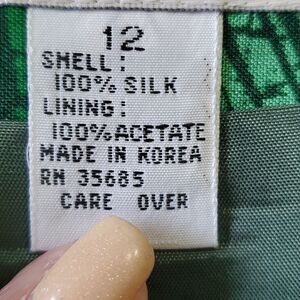 12
SHELL:
100% SILK
LINING:
100% ACETATE
MADE IN KOREA
RN 35685
CARE OVER